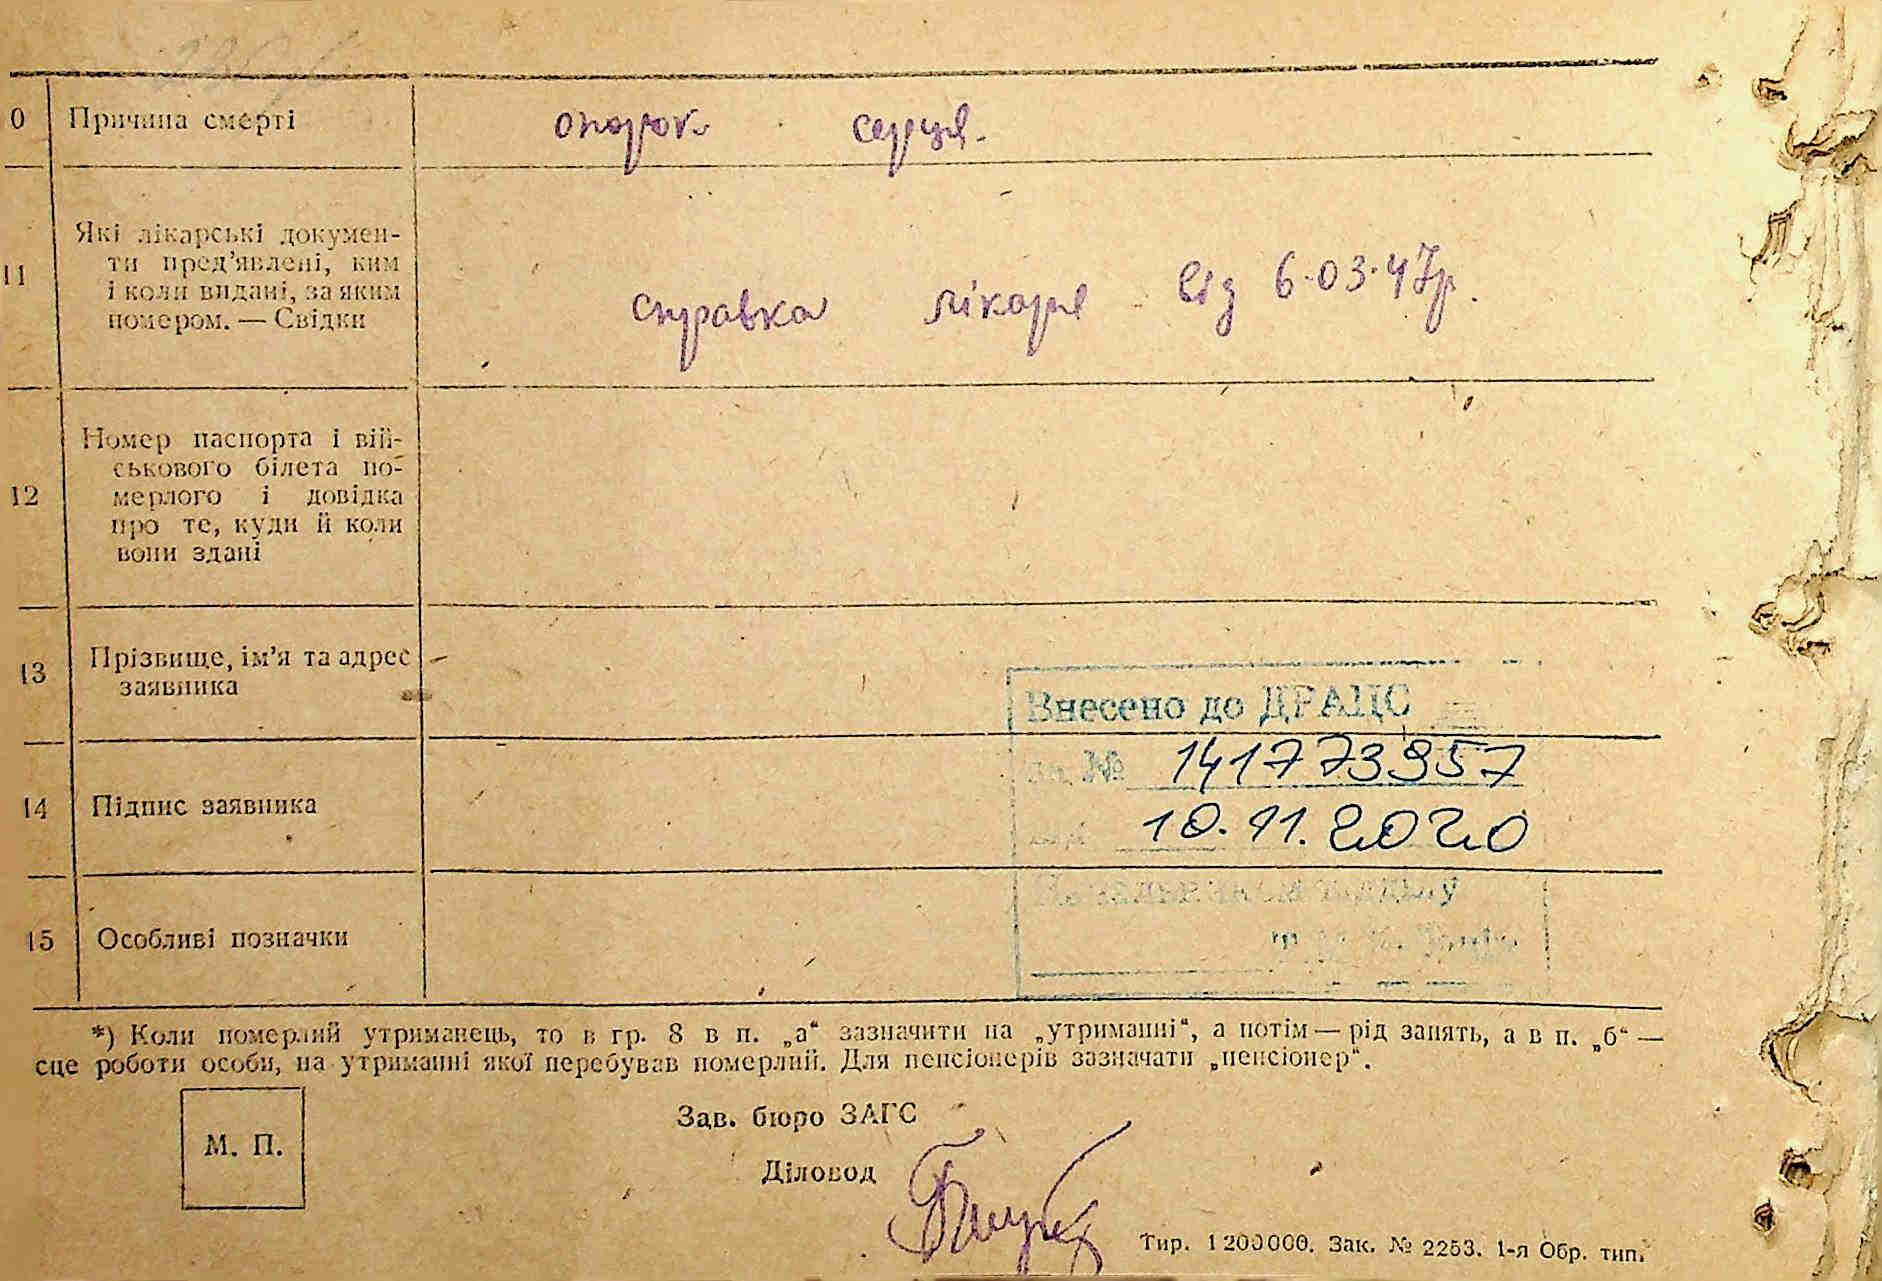 0 Причина смерті
опорок серця.
11 Які лікарські докумен-
ти пред’явлені, ким
і коли видані, за яким
номером. — Свідки
справка лікаря від 6.03.47р.
12 Номер паспорта і вій-
ськового білета по-
мерлого і довідка
про те, куди й коли
вони здані
13 Прізвище, ім’я та адрес
заявника
Внесено до ДРАЦС
№ 141773957
14 Підпис заявника
10.11.2020
15 Особливі позначки
*) Коли померлий утриманець, то в гр. 8 в п. „а“ зазначити на „утриманні“, а потім — рід занять, а в п. „б“ —
сце роботи особи, на утриманні якої перебував померлий. Для пенсіонерів зазначати „пенсіонер“.
Зав. бюро ЗАГС
М. П.
Діловод
Тир. 1200000. Зак. № 2253. 1-я Обр. тип.